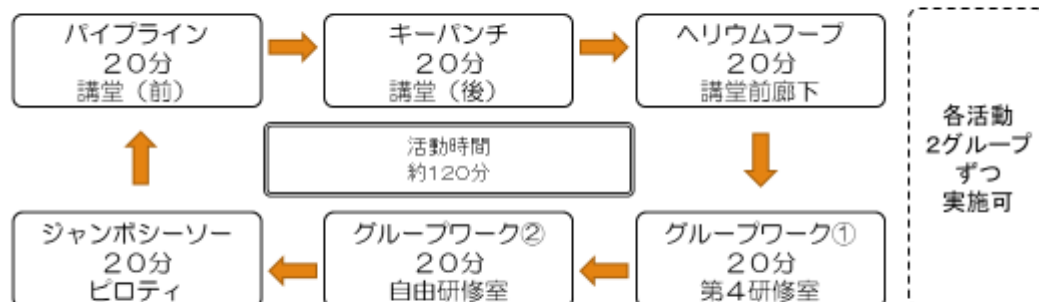 パイプライン
20分
講堂（前）
キーパンチ
20分
講堂（後）
ヘリウムフープ
20分
講堂前廊下
活動時間
約120分
各活動
2グループ
ずつ
実施可
ジャンボシーソー
20分
ピロティ
グループワーク②
20分
自由研修室
グループワーク①
20分
第4研修室